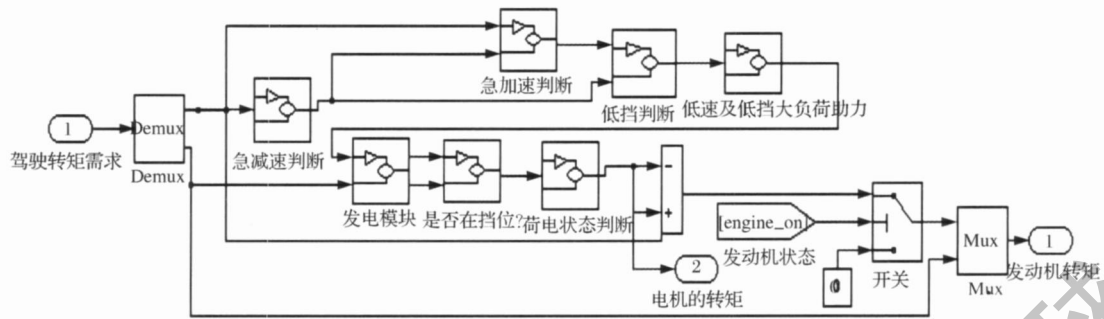 急加速判断
低挡判断
低速及低挡大负荷助力
1
驾驶转矩需求
Demux
Demux
急减速判断
发电模块
是否在挡位?
荷电状态判断
−
+
[engine_on]
发动机状态
0
开关
2
电机的转矩
Mux
Mux
1
发动机转矩